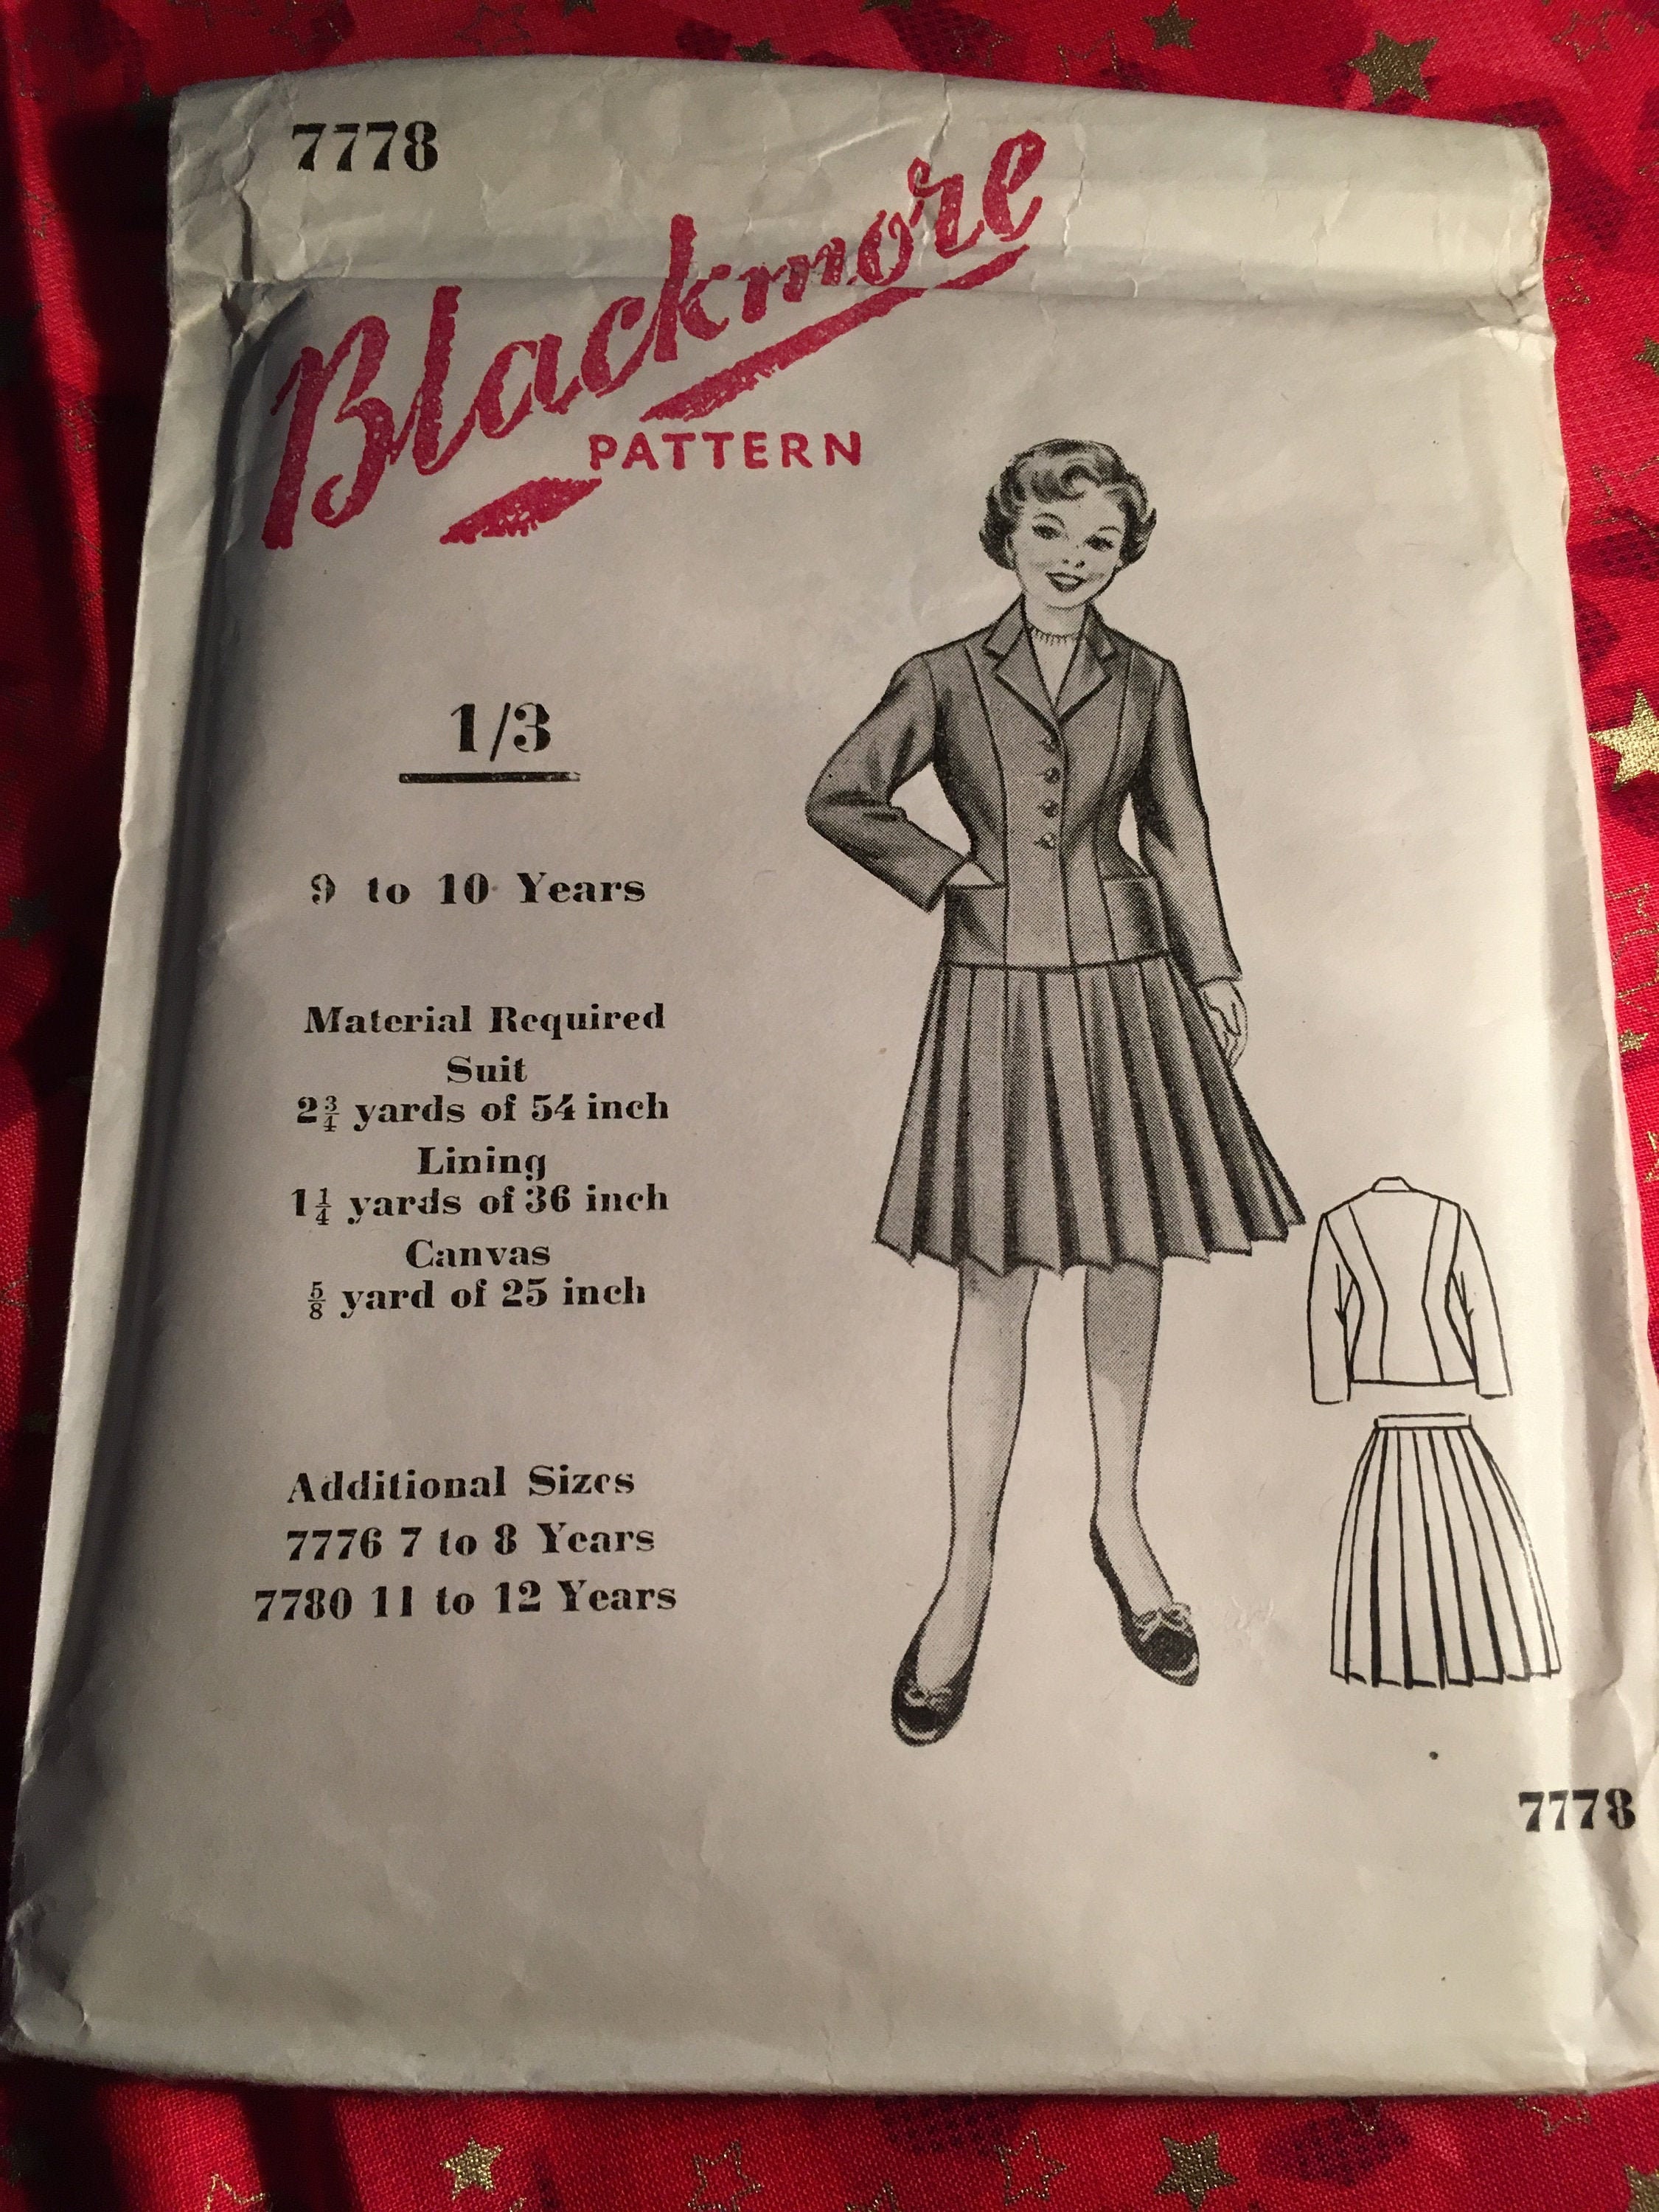 7778
Blackmore
PATTERN
1/3
9 to 10 Years
Material Required
Suit
2¾ yards of 54 inch
Lining
1¼ yards of 36 inch
Canvas
⅝ yard of 25 inch
Additional Sizes
7776 7 to 8 Years
7780 11 to 12 Years
7778